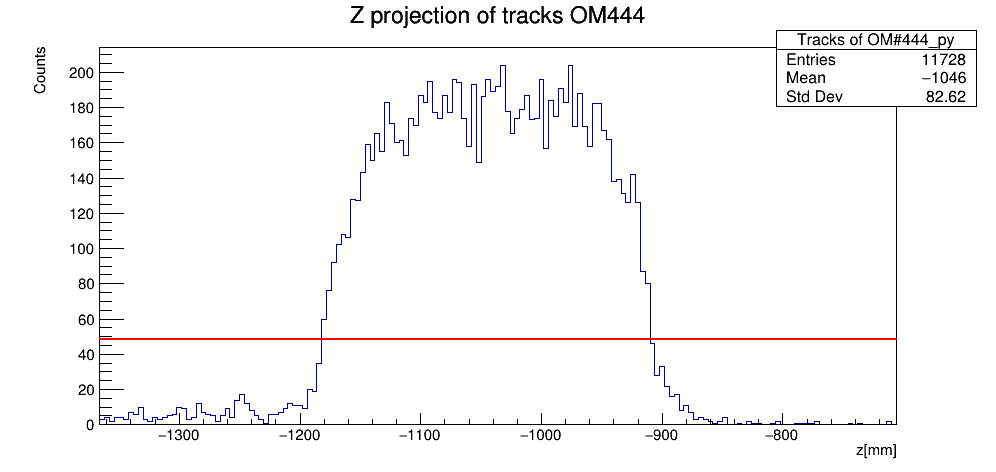 Z projection of tracks OM444
Tracks of OM#444_py
Entries 11728
Mean −1046
Std Dev 82.62
Counts
200
180
160
140
120
100
80
60
40
20
0
−1300 −1200 −1100 −1000 −900 −800
z[mm]